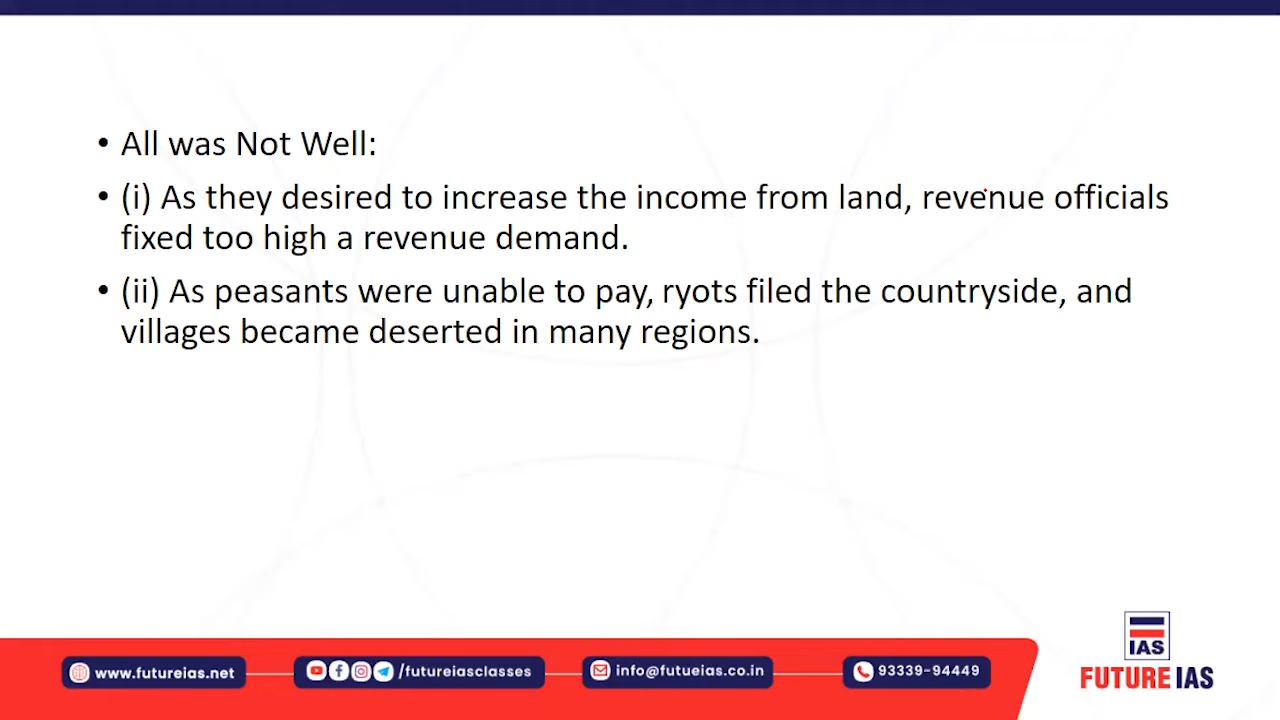 • All was Not Well:
• (i) As they desired to increase the income from land, revenue officials
fixed too high a revenue demand.
• (ii) As peasants were unable to pay, ryots filed the countryside, and
villages became deserted in many regions.
www.futureias.net
/futureiasclasses
info@futueias.co.in
93339-94449
IAS
FUTURE IAS